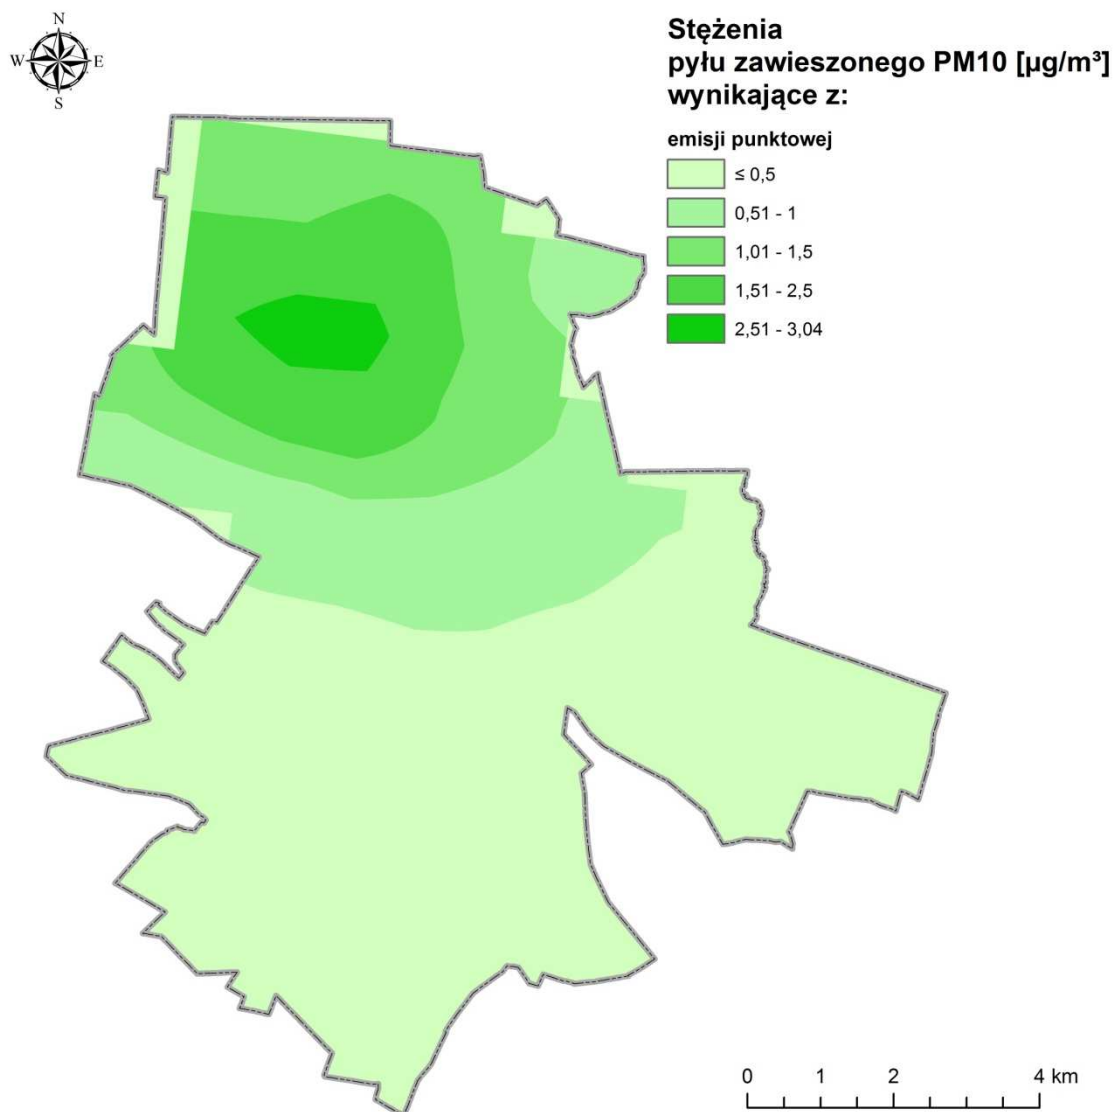 N
W E
S
Stężenia
pyłu zawieszonego PM10 [µg/m³]
wynikające z:
emisji punktowej
≤ 0,5
0,51 - 1
1,01 - 1,5
1,51 - 2,5
2,51 - 3,04
0 1 2 4 km